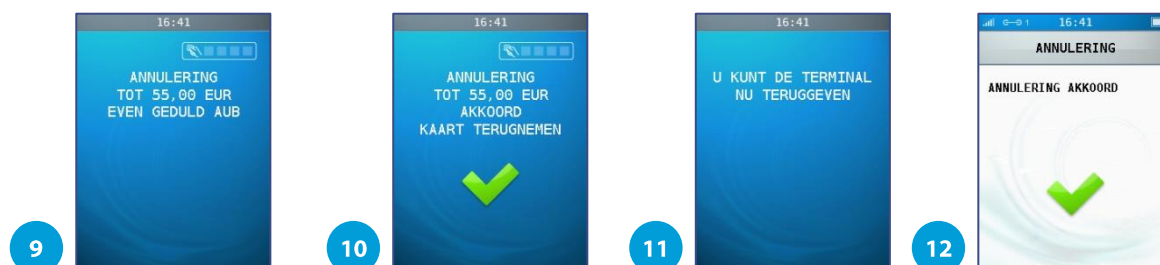 16:41
ANNULERING
TOT 55,00 EUR
EVEN GEDULD AUB
9
16:41
ANNULERING
TOT 55,00 EUR
AKKOORD
KAART TERUGNEMEN
10
16:41
U KUNT DE TERMINAL
NU TERUGGEVEN
11
1 16:41
ANNULERING
ANNULERING AKKOORD
12